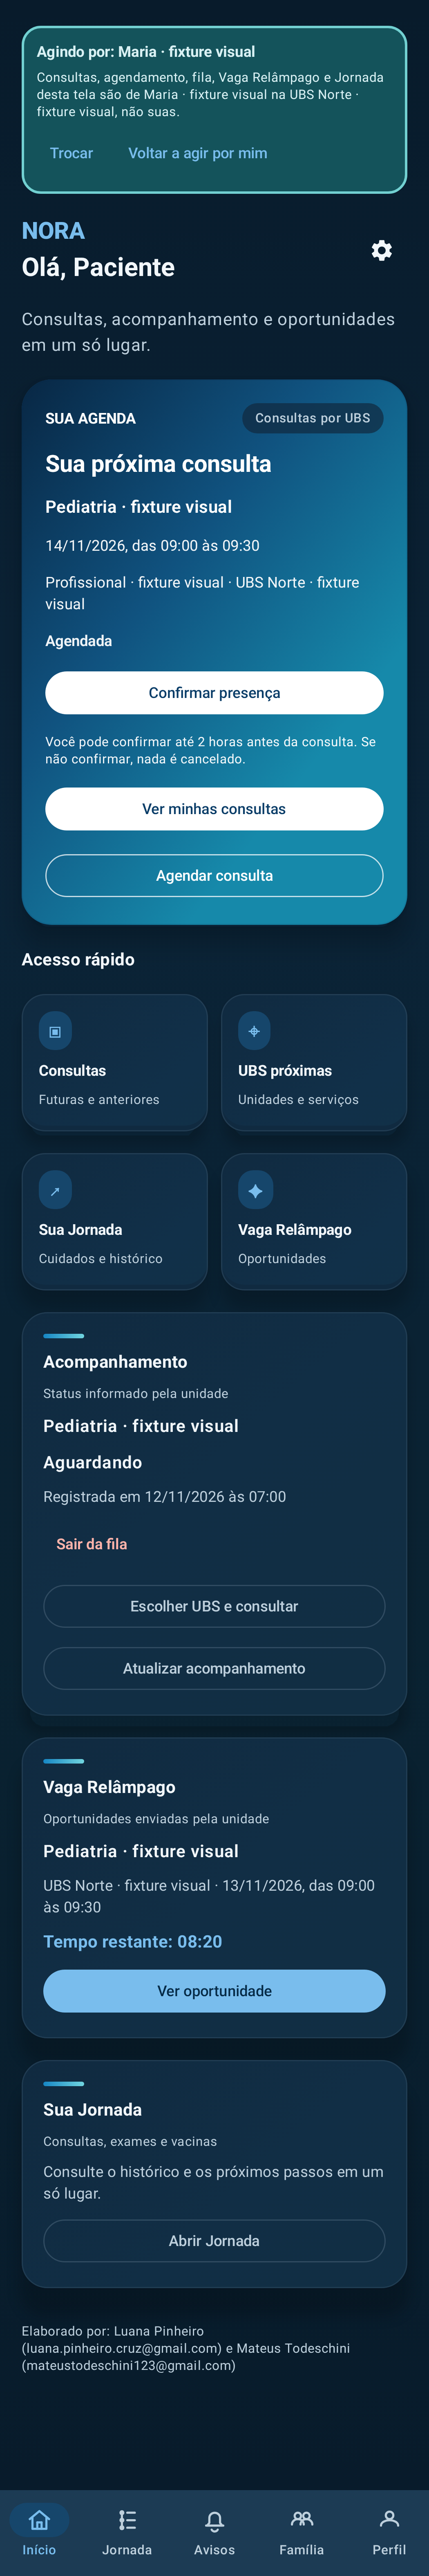 Agindo por: Maria · fixture visual
Consultas, agendamento, fila, Vaga Relâmpago e Jornada
desta tela são de Maria · fixture visual na UBS Norte ·
fixture visual, não suas.
Trocar Voltar a agir por mim
NORA
Olá, Paciente
Consultas, acompanhamento e oportunidades
em um só lugar.
SUA AGENDA Consultas por UBS
Sua próxima consulta
Pediatria · fixture visual
14/11/2026, das 09:00 às 09:30
Profissional · fixture visual · UBS Norte · fixture
visual
Agendada
Confirmar presença
Você pode confirmar até 2 horas antes da consulta. Se
não confirmar, nada é cancelado.
Ver minhas consultas
Agendar consulta
Acesso rápido
Consultas
Futuras e anteriores
UBS próximas
Unidades e serviços
Sua Jornada
Cuidados e histórico
Vaga Relâmpago
Oportunidades
Acompanhamento
Status informado pela unidade
Pediatria · fixture visual
Aguardando
Registrada em 12/11/2026 às 07:00
Sair da fila
Escolher UBS e consultar
Atualizar acompanhamento
Vaga Relâmpago
Oportunidades enviadas pela unidade
Pediatria · fixture visual
UBS Norte · fixture visual · 13/11/2026, das 09:00
às 09:30
Tempo restante: 08:20
Ver oportunidade
Sua Jornada
Consultas, exames e vacinas
Consulte o histórico e os próximos passos em um
só lugar.
Abrir Jornada
Elaborado por: Luana Pinheiro
(luana.pinheiro.cruz@gmail.com) e Mateus Todeschini
(mateustodeschini123@gmail.com)
Início Jornada Avisos Família Perfil